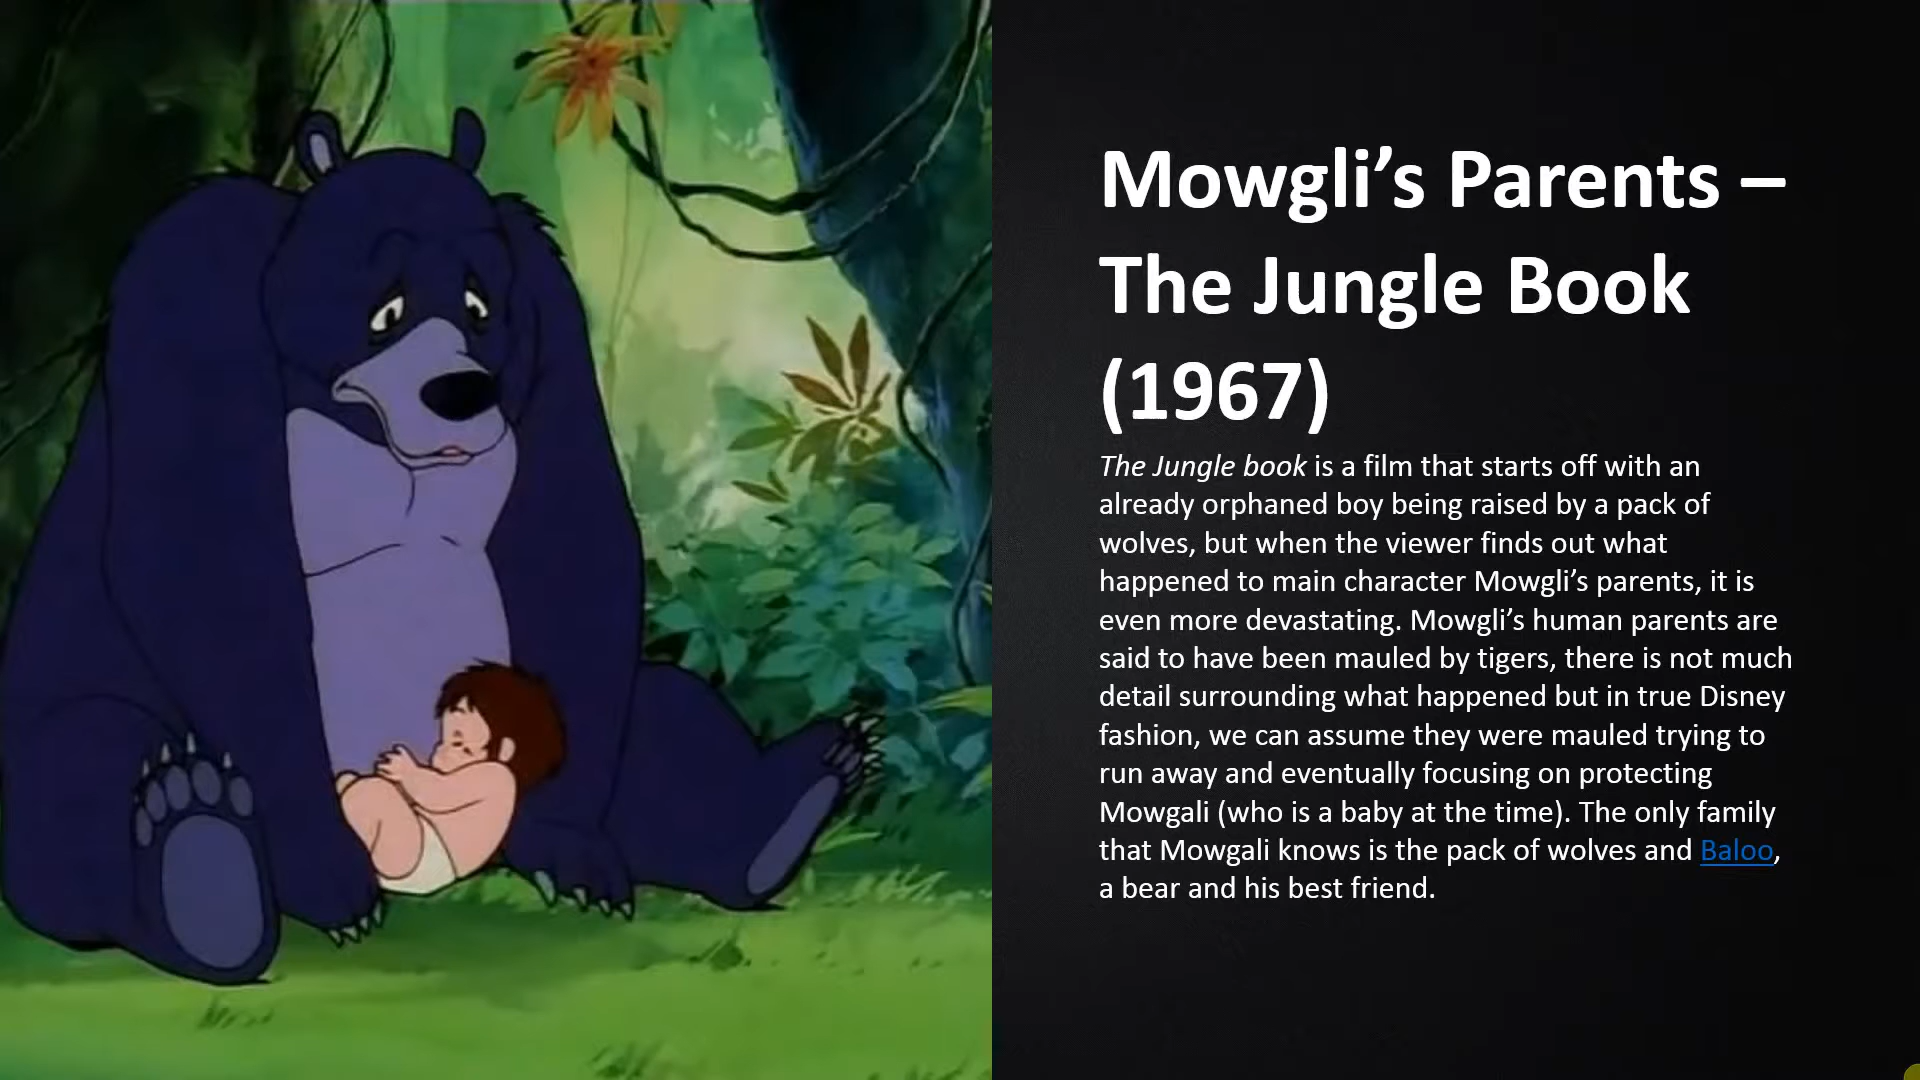 Mowgli’s Parents –
The Jungle Book
(1967)
The Jungle book is a film that starts off with an
already orphaned boy being raised by a pack of
wolves, but when the viewer finds out what
happened to main character Mowgli’s parents, it is
even more devastating. Mowgli’s human parents are
said to have been mauled by tigers, there is not much
detail surrounding what happened but in true Disney
fashion, we can assume they were mauled trying to
run away and eventually focusing on protecting
Mowgali (who is a baby at the time). The only family
that Mowgali knows is the pack of wolves and Baloo,
a bear and his best friend.